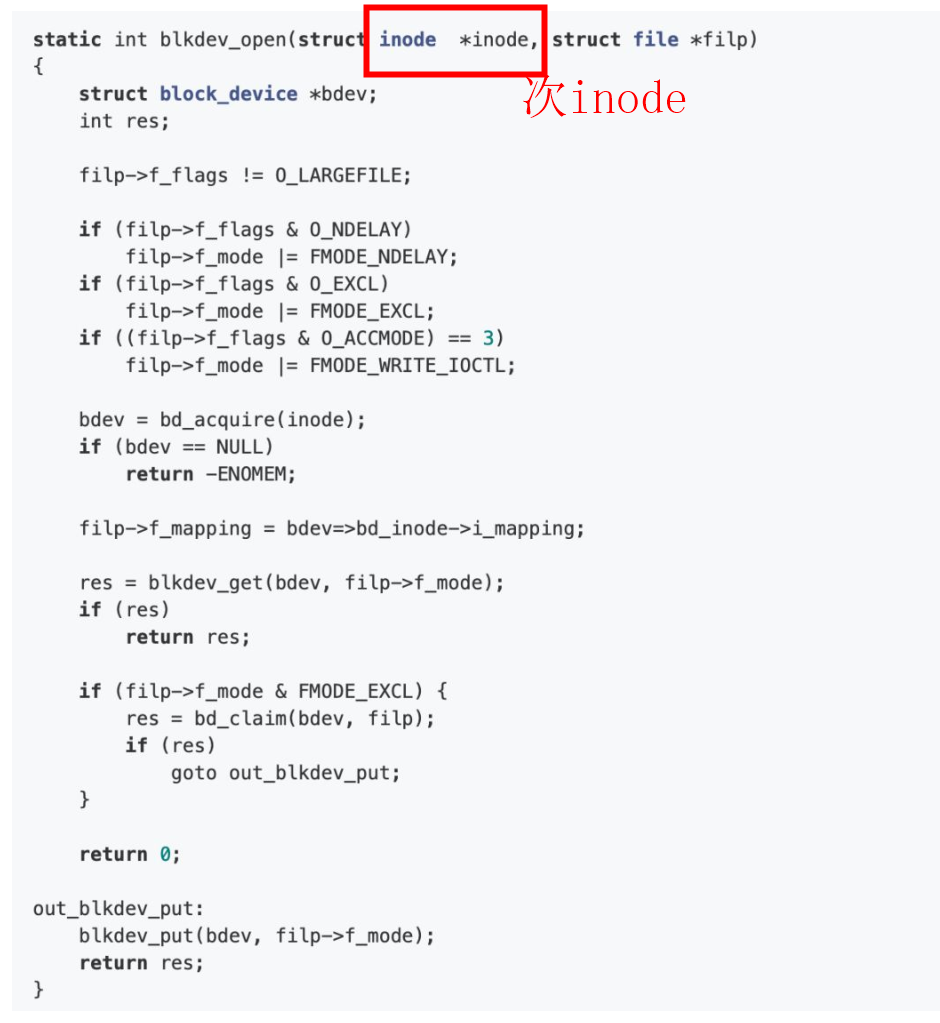 static int blkdev_open(struct inode  *inode, struct file *filp)
{
    struct block_device *bdev;
次inode
    int res;
    filp->f_flags != O_LARGEFILE;
    if (filp->f_flags & O_NDELAY)
        filp->f_mode |= FMODE_NDELAY;
    if (filp->f_flags & O_EXCL)
        filp->f_mode |= FMODE_EXCL;
    if ((filp->f_flags & O_ACCMODE) == 3)
        filp->f_mode |= FMODE_WRITE_IOCTL;
    bdev = bd_acquire(inode);
    if (bdev == NULL)
        return -ENOMEM;
    filp->f_mapping = bdev=>bd_inode->i_mapping;
    res = blkdev_get(bdev, filp->f_mode);
    if (res)
        return res;
    if (filp->f_mode & FMODE_EXCL) {
        res = bd_claim(bdev, filp);
        if (res)
            goto out_blkdev_put;
    }
    return 0;
out_blkdev_put:
    blkdev_put(bdev, filp->f_mode);
    return res;
}